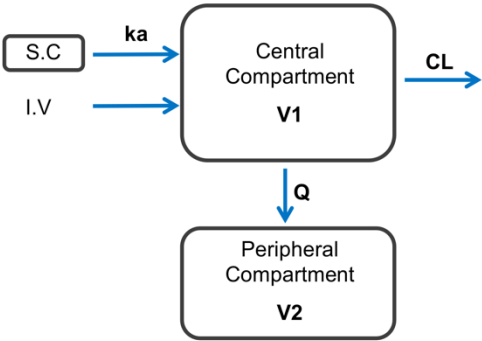 S.C
ka
I.V
Central
Compartment
V1
CL
Q
Peripheral
Compartment
V2